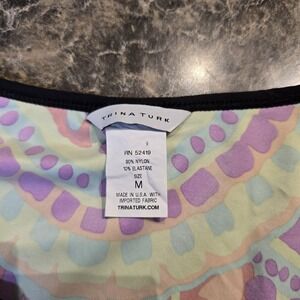 TRINA TURK
RN 52419
90% NYLON
10% ELASTANE
SIZE
M
MADE IN U.S.A. WITH
IMPORTED FABRIC
TRINATURK.COM